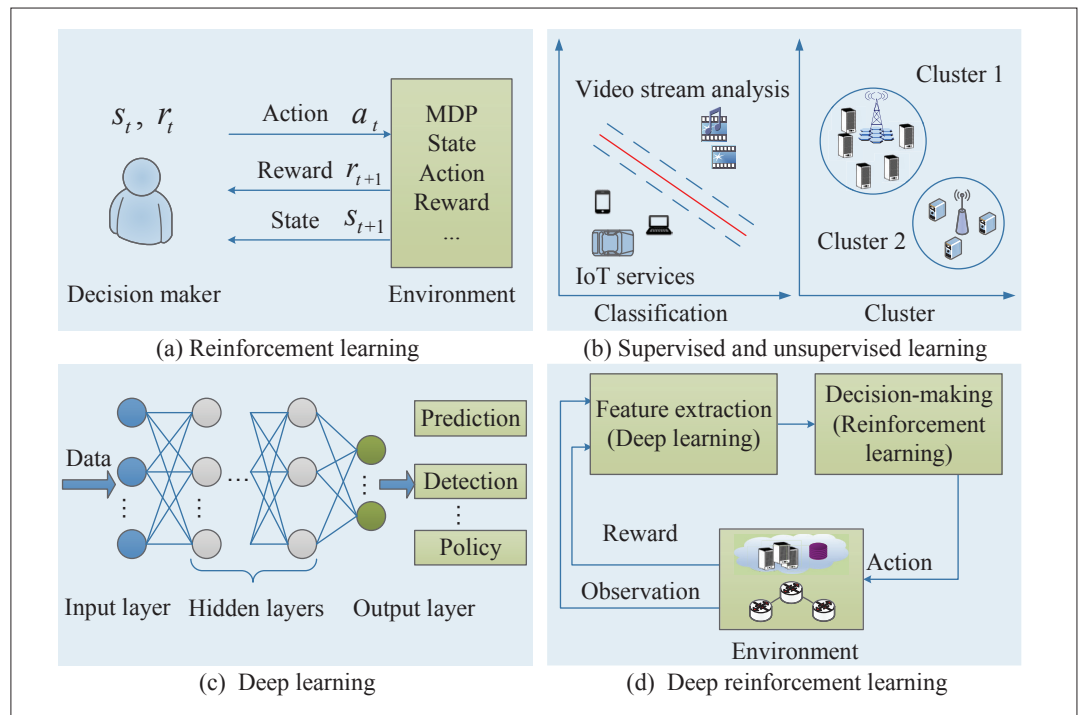 s_t, r_t
Action a_t
Reward r_{t+1}
State s_{t+1}
MDP
State
Action
Reward
...
Decision maker
Environment
(a) Reinforcement learning
Video stream analysis
IoT services
Classification
Cluster 1
Cluster 2
Cluster
(b) Supervised and unsupervised learning
Data
...
Prediction
Detection
Policy
Input layer
Hidden layers
Output layer
(c) Deep learning
Feature extraction
(Deep learning)
Decision-making
(Reinforcement
learning)
Reward
Observation
Action
Environment
(d) Deep reinforcement learning